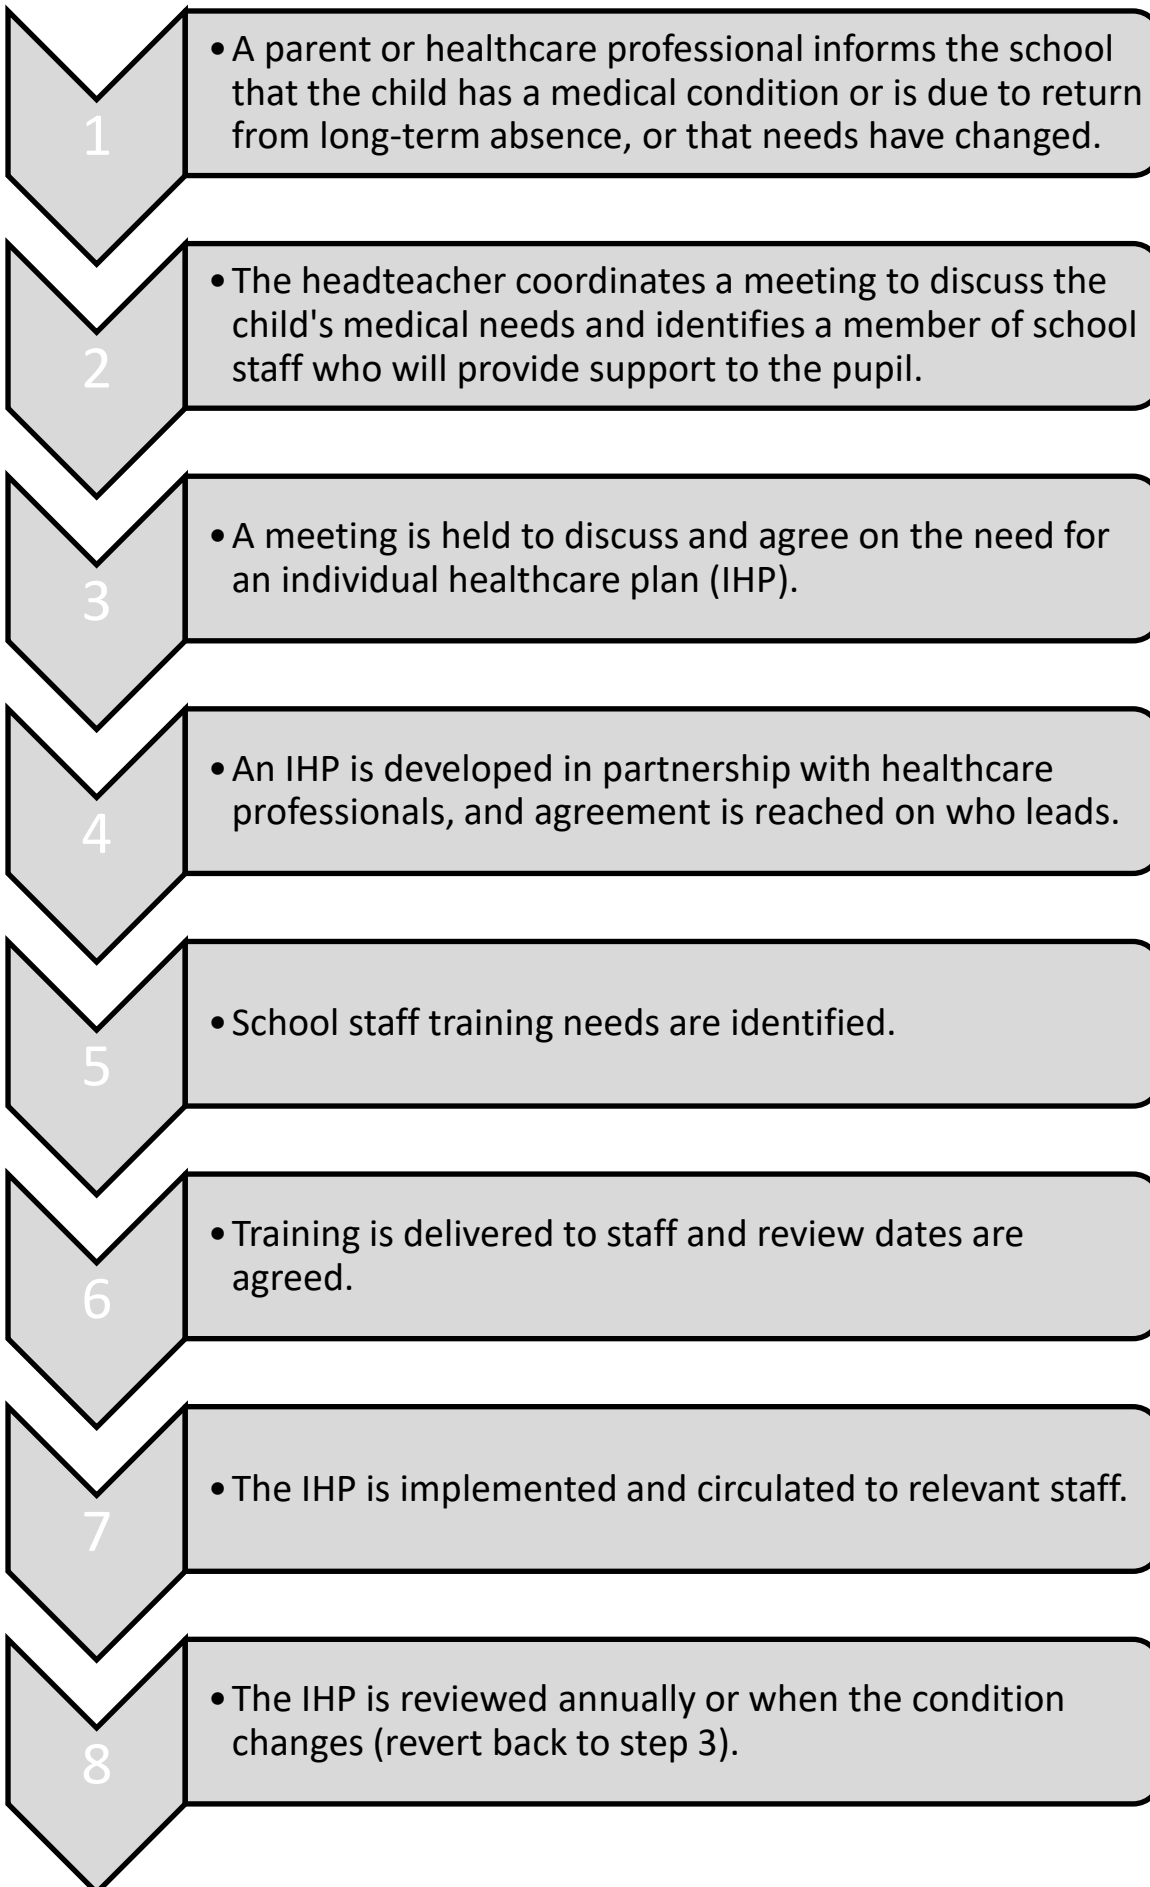 1
•A parent or healthcare professional informs the school
that the child has a medical condition or is due to return
from long-term absence, or that needs have changed.
2
•The headteacher coordinates a meeting to discuss the
child's medical needs and identifies a member of school
staff who will provide support to the pupil.
3
•A meeting is held to discuss and agree on the need for
an individual healthcare plan (IHP).
4
•An IHP is developed in partnership with healthcare
professionals, and agreement is reached on who leads.
5
•School staff training needs are identified.
6
•Training is delivered to staff and review dates are
agreed.
7
•The IHP is implemented and circulated to relevant staff.
8
•The IHP is reviewed annually or when the condition
changes (revert back to step 3).